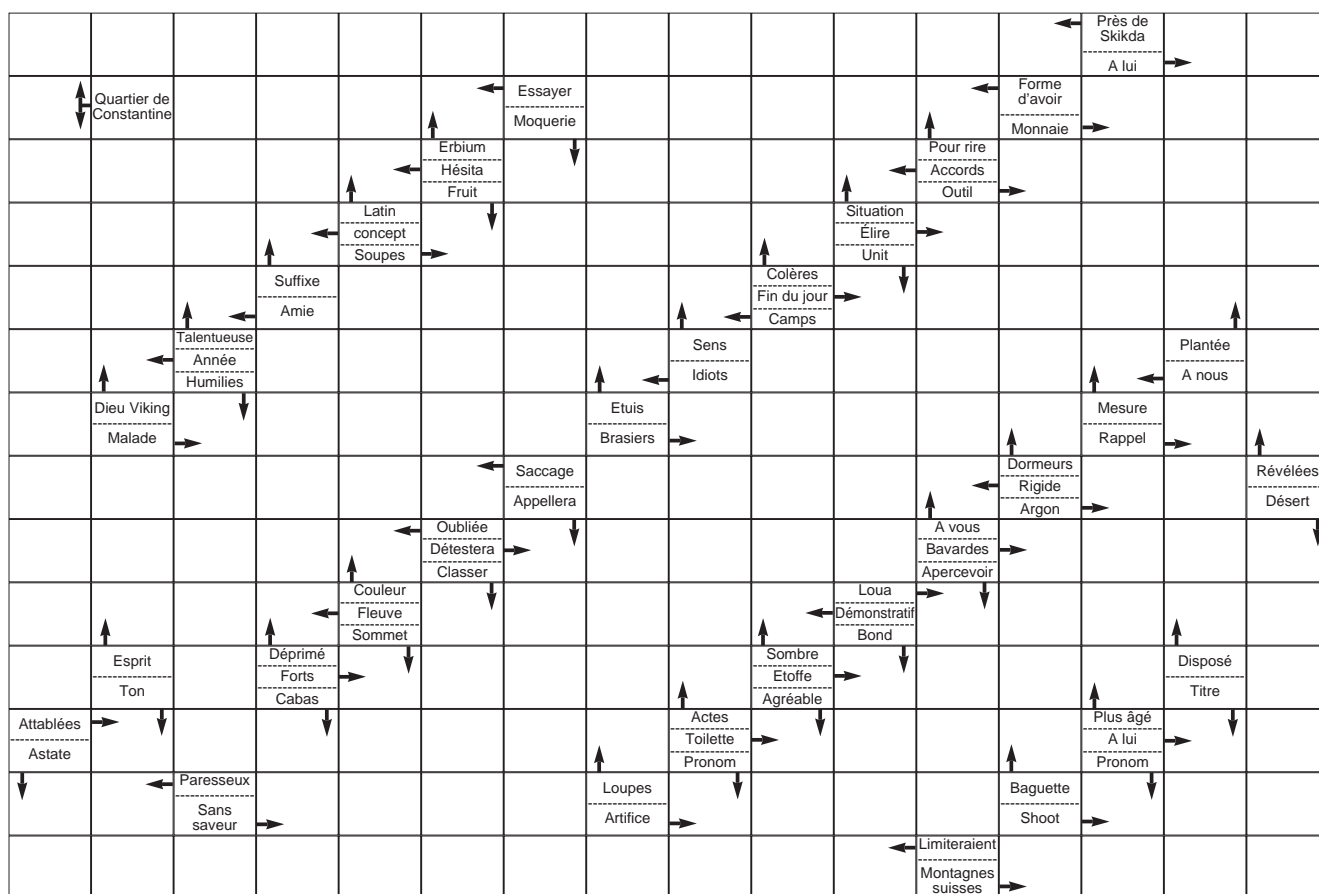 Près de
Skikda
A lui
Quartier de
Constantine
Essayer
Moquerie
Forme
d'avoir
Monnaie
Erbium
Hésita
Fruit
Pour rire
Accords
Outil
Latin
concept
Soupes
Situation
Élire
Unit
Suffixe
Amie
Colères
Fin du jour
Camps
Talentueuse
Année
Humilies
Sens
Idiots
Plantée
A nous
Dieu Viking
Malade
Etuis
Brasiers
Mesure
Rappel
Saccage
Appellera
Dormeurs
Rigide
Argon
Révélées
Désert
Oubliée
Détestera
Classer
A vous
Bavardes
Apercevoir
Couleur
Fleuve
Sommet
Loua
Démonstratif
Bond
Esprit
Ton
Déprimé
Forts
Cabas
Sombre
Etoffe
Agréable
Disposé
Titre
Attablées
Astate
Actes
Toilette
Pronom
Plus âgé
A lui
Pronom
Paresseux
Sans
saveur
Loupes
Artifice
Baguette
Shoot
Limiteraient
Montagnes
suisses